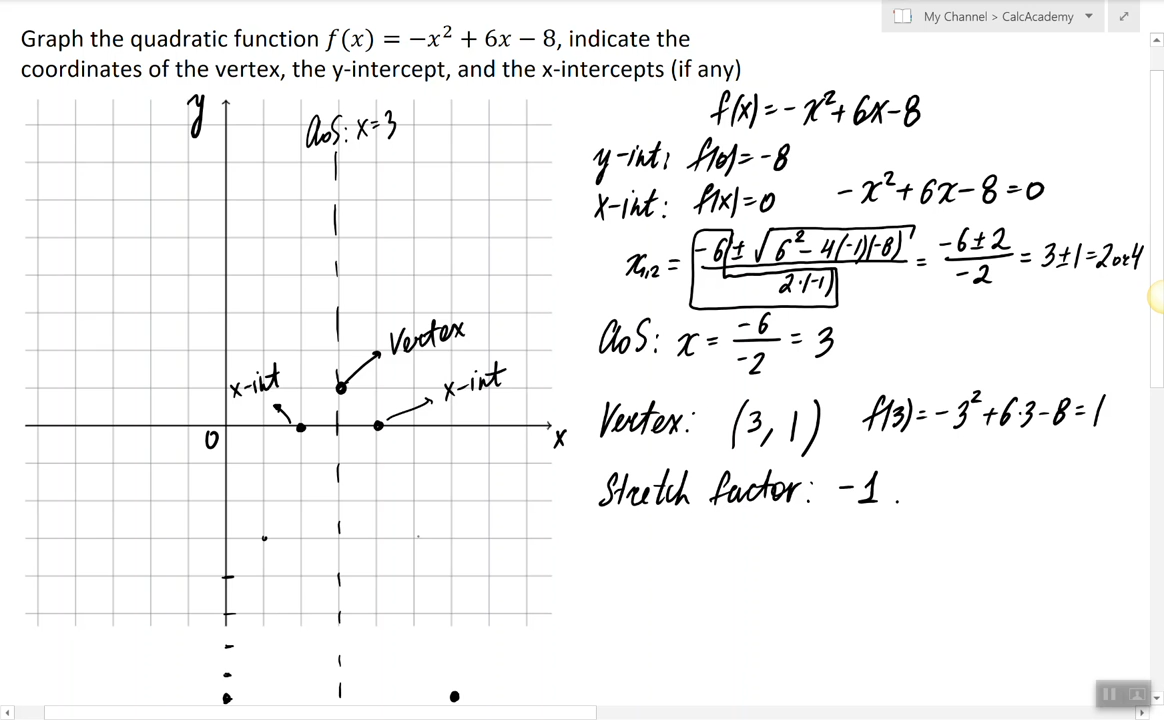 My Channel > CalcAcademy
Graph the quadratic function f(x) = −x² + 6x − 8, indicate the
coordinates of the vertex, the y-intercept, and the x-intercepts (if any)
y
AoS: x=3
Vertex
x-int
x-int
0
x
f(x)=-x²+6x-8
y-int: f(0)=-8
x-int: f(x)=0 -x²+6x-8=0
x₁,₂ = (-6±√(6²-4(-1)(-8)))/(2·(-1)) = (-6±2)/(-2) = 3±1=2 or 4
AoS: x = -6/-2 = 3
Vertex: (3, 1) f(3)=-3²+6·3-8=1
Stretch factor: -1.